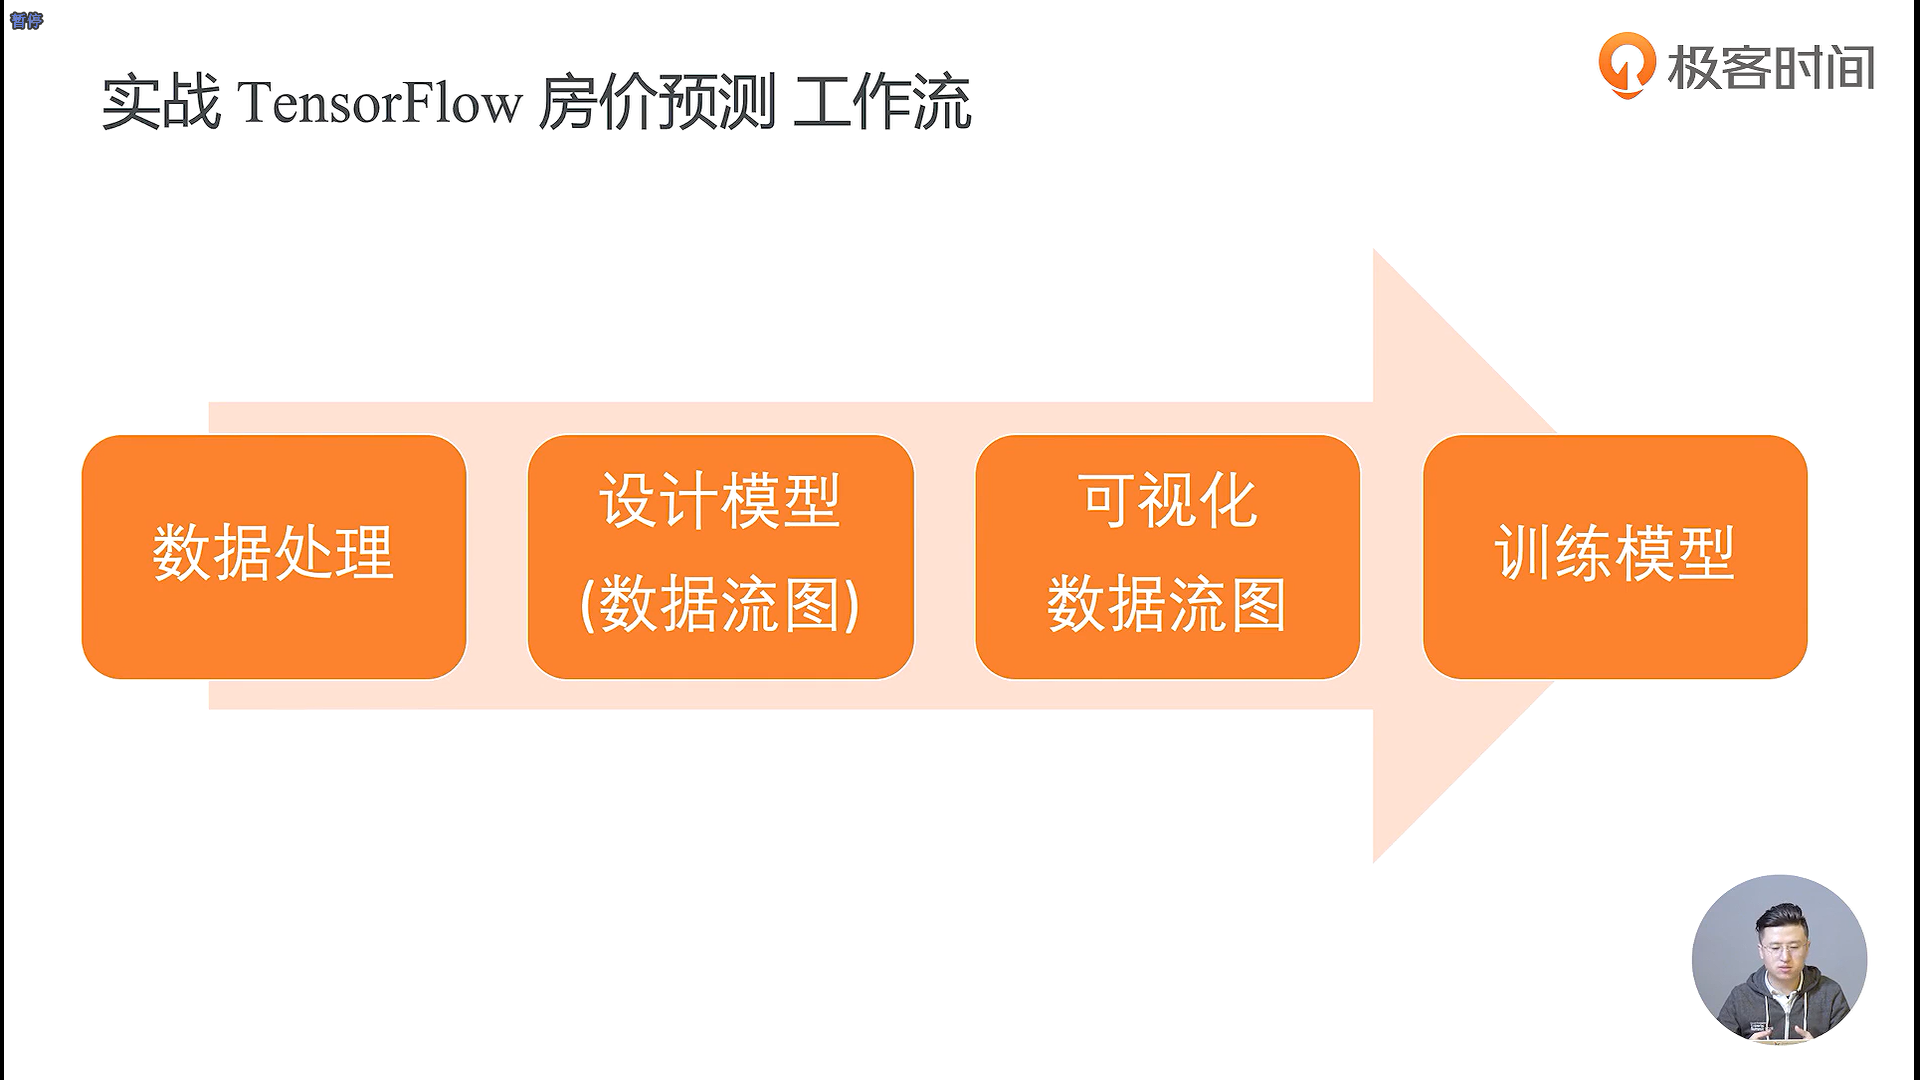 暂停
实战 TensorFlow 房价预测 工作流
极客时间
数据处理
设计模型
(数据流图)
可视化
数据流图
训练模型